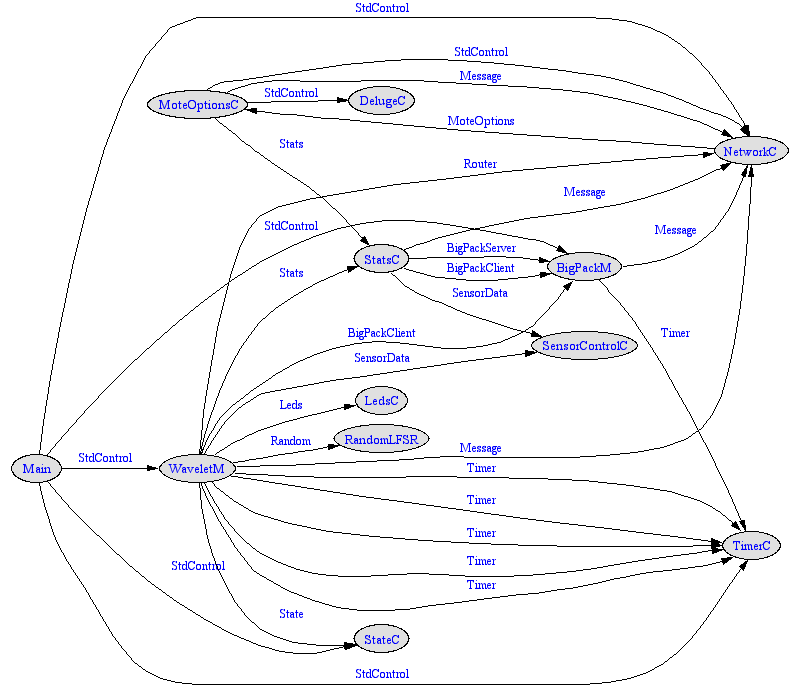 StdControl
StdControl
Message
MoteOptionsC
StdControl
DelugeC
MoteOptions
Stats
NetworkC
Router
Message
StdControl
Message
BigPackServer
StatsC
BigPackClient
BigPackM
Stats
SensorData
BigPackClient
Timer
SensorControlC
SensorData
Leds
LedsC
Random
RandomLFSR
Message
StdControl
Main
WaveletM
Timer
Timer
Timer
TimerC
Timer
StdControl
Timer
State
StateC
StdControl